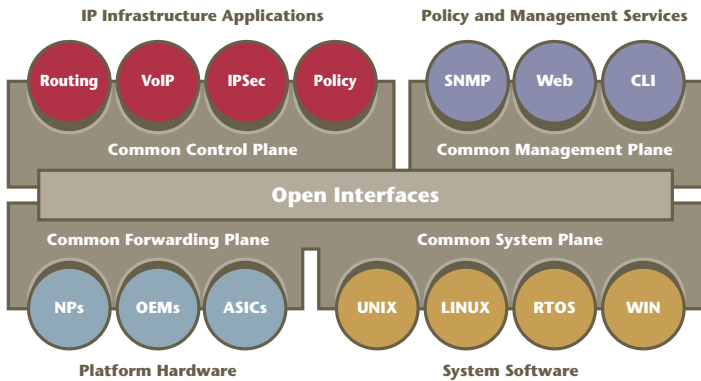 IP Infrastructure Applications
Policy and Management Services
Routing
VoIP
IPSec
Policy
SNMP
Web
CLI
Common Control Plane
Common Management Plane
Open Interfaces
Common Forwarding Plane
Common System Plane
NPs
OEMs
ASICs
UNIX
LINUX
RTOS
WIN
Platform Hardware
System Software